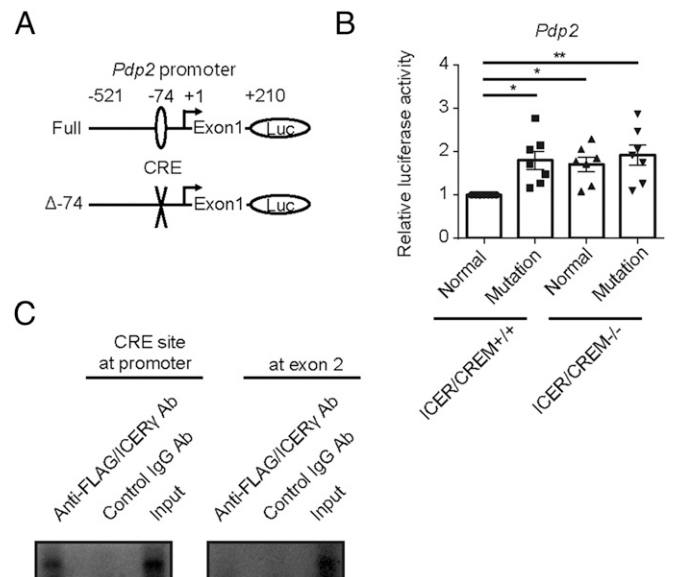 A
Pdp2 promoter
-521 -74 +1 +210
Full
Exon1
Luc
CRE
Δ-74
Exon1
Luc
B
Pdp2
Relative luciferase activity
4
3
2
1
0
**
*
*
Normal
Mutation
Normal
Mutation
ICER/CREM+/+
ICER/CREM-/-
C
CRE site
at promoter
at exon 2
Anti-FLAG/ICERγ Ab
Control IgG Ab
Input
Anti-FLAG/ICERγ Ab
Control IgG Ab
Input